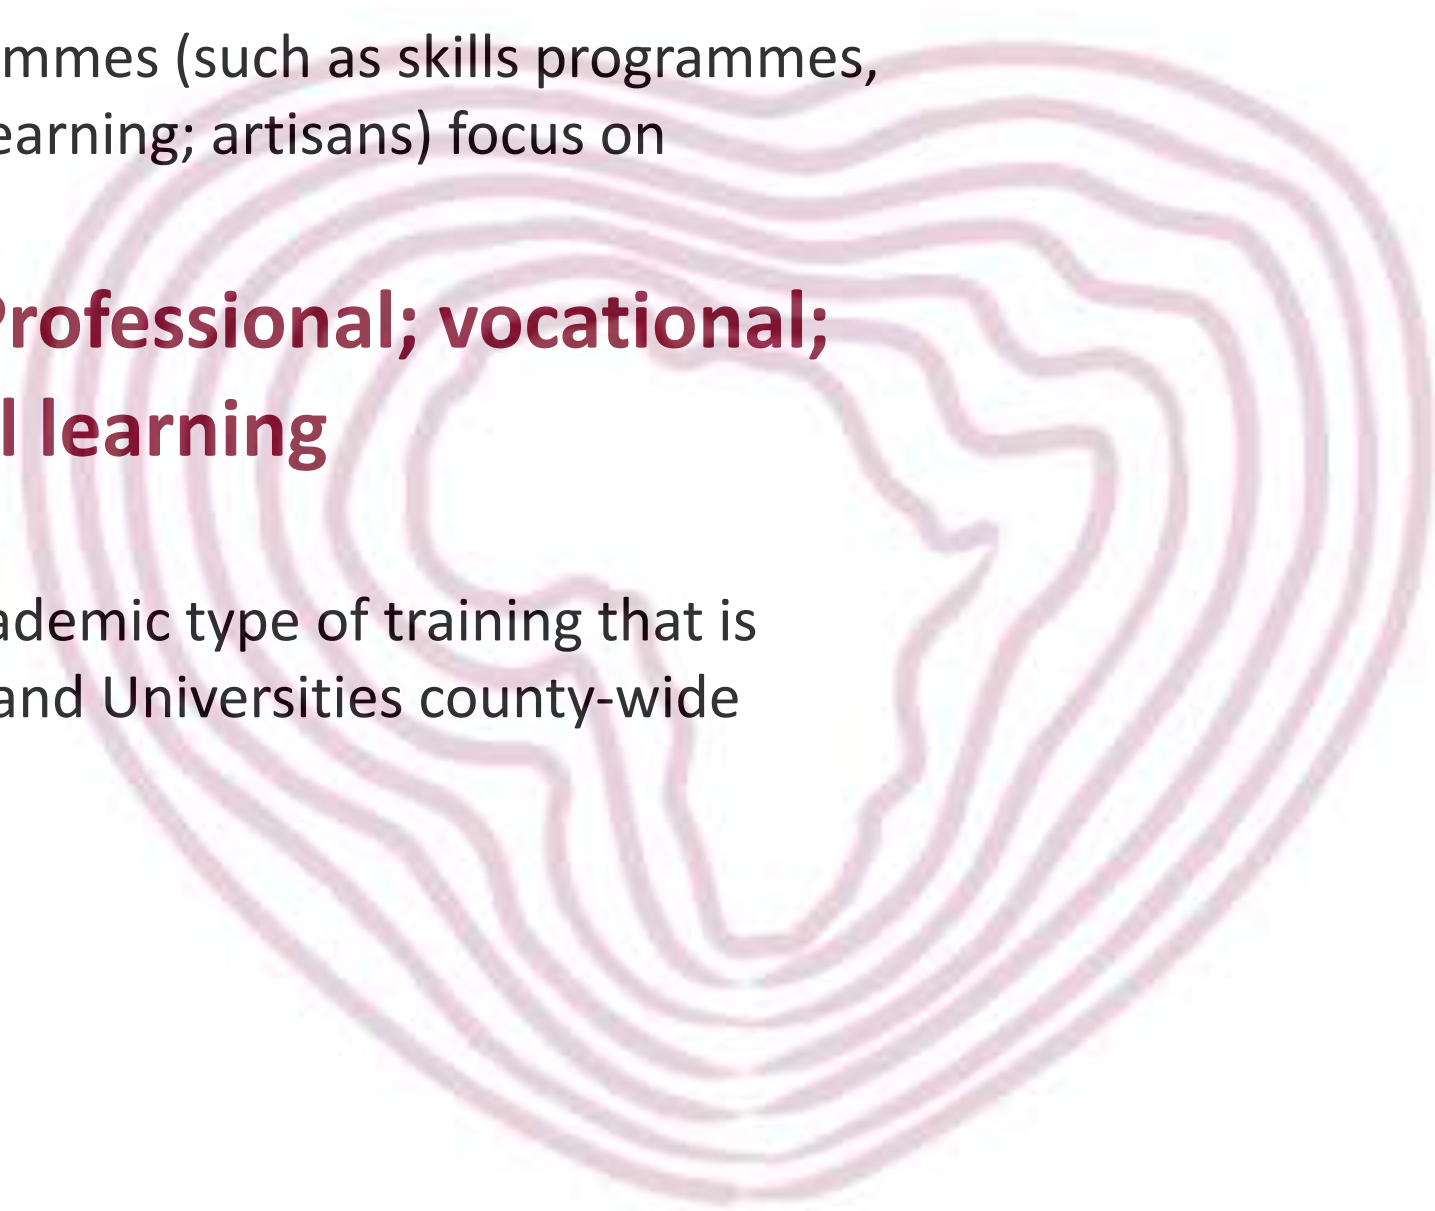 mmes (such as skills programmes,
earning; artisans) focus on
Professional; vocational;
l learning
ademic type of training that is
and Universities county-wide